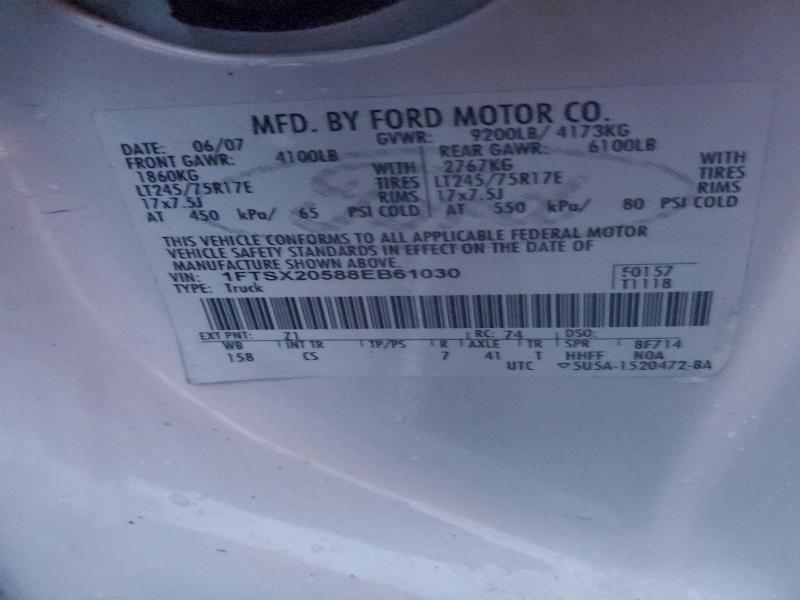 MFD. BY FORD MOTOR CO.
DATE: 06/07 GVWR: 9200LB/ 4173KG
FRONT GAWR: 4100LB REAR GAWR: 6100LB
1860KG WITH 2767KG WITH
LT245/75R17E TIRES LT245/75R17E TIRES
17x7.5J RIMS 17x7.5J RIMS
AT 450 kPa/ 65 PSI COLD AT 550 kPa/ 80 PSI COLD
THIS VEHICLE CONFORMS TO ALL APPLICABLE FEDERAL MOTOR
VEHICLE SAFETY STANDARDS IN EFFECT ON THE DATE OF
MANUFACTURE SHOWN ABOVE.
VIN: 1FTSX20588EB61030 F0157
TYPE: Truck T1118
EXT PNT: Z1 RC: 74 DSO:
WB INT TR TP/PS R AXLE TR SPR 8F714
158 CS 7 41 T HHFF NOA
UTC 5U5A-1520472-BA